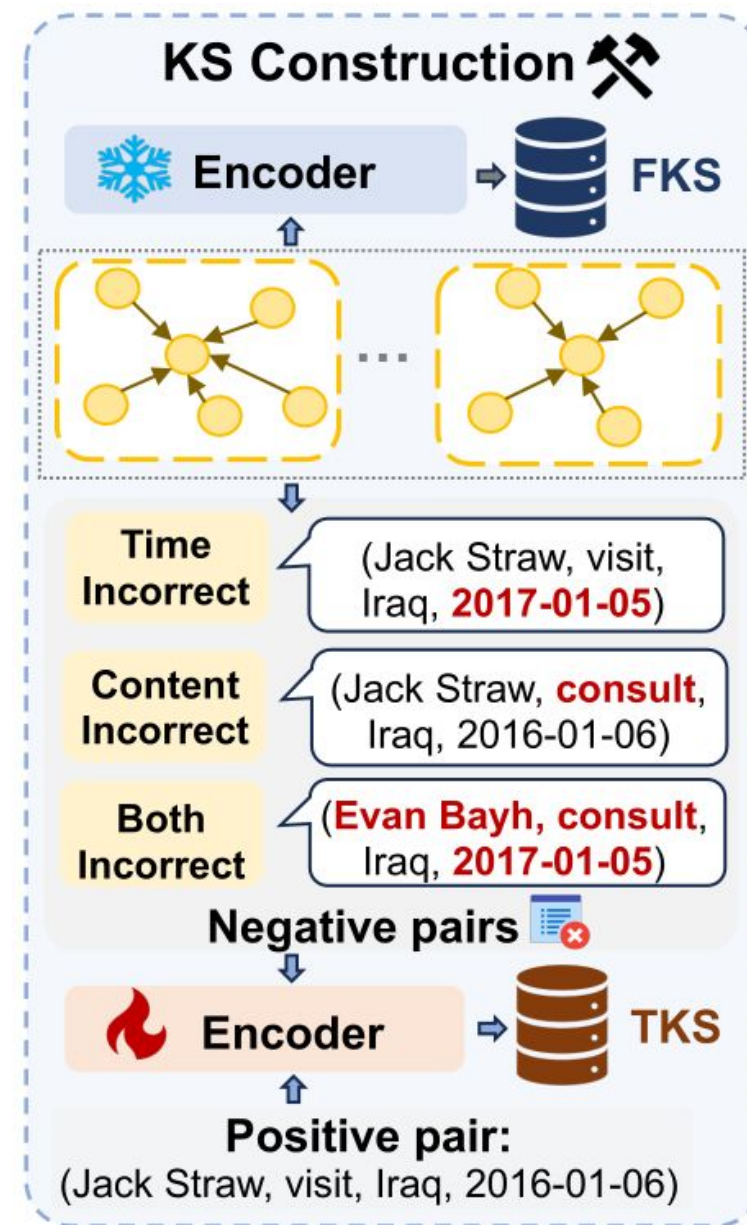 KS Construction
Encoder
FKS
...
Time
Incorrect
(Jack Straw, visit,
Iraq, 2017-01-05)
Content
Incorrect
(Jack Straw, consult,
Iraq, 2016-01-06)
Both
Incorrect
(Evan Bayh, consult,
Iraq, 2017-01-05)
Negative pairs
Encoder
TKS
Positive pair:
(Jack Straw, visit, Iraq, 2016-01-06)